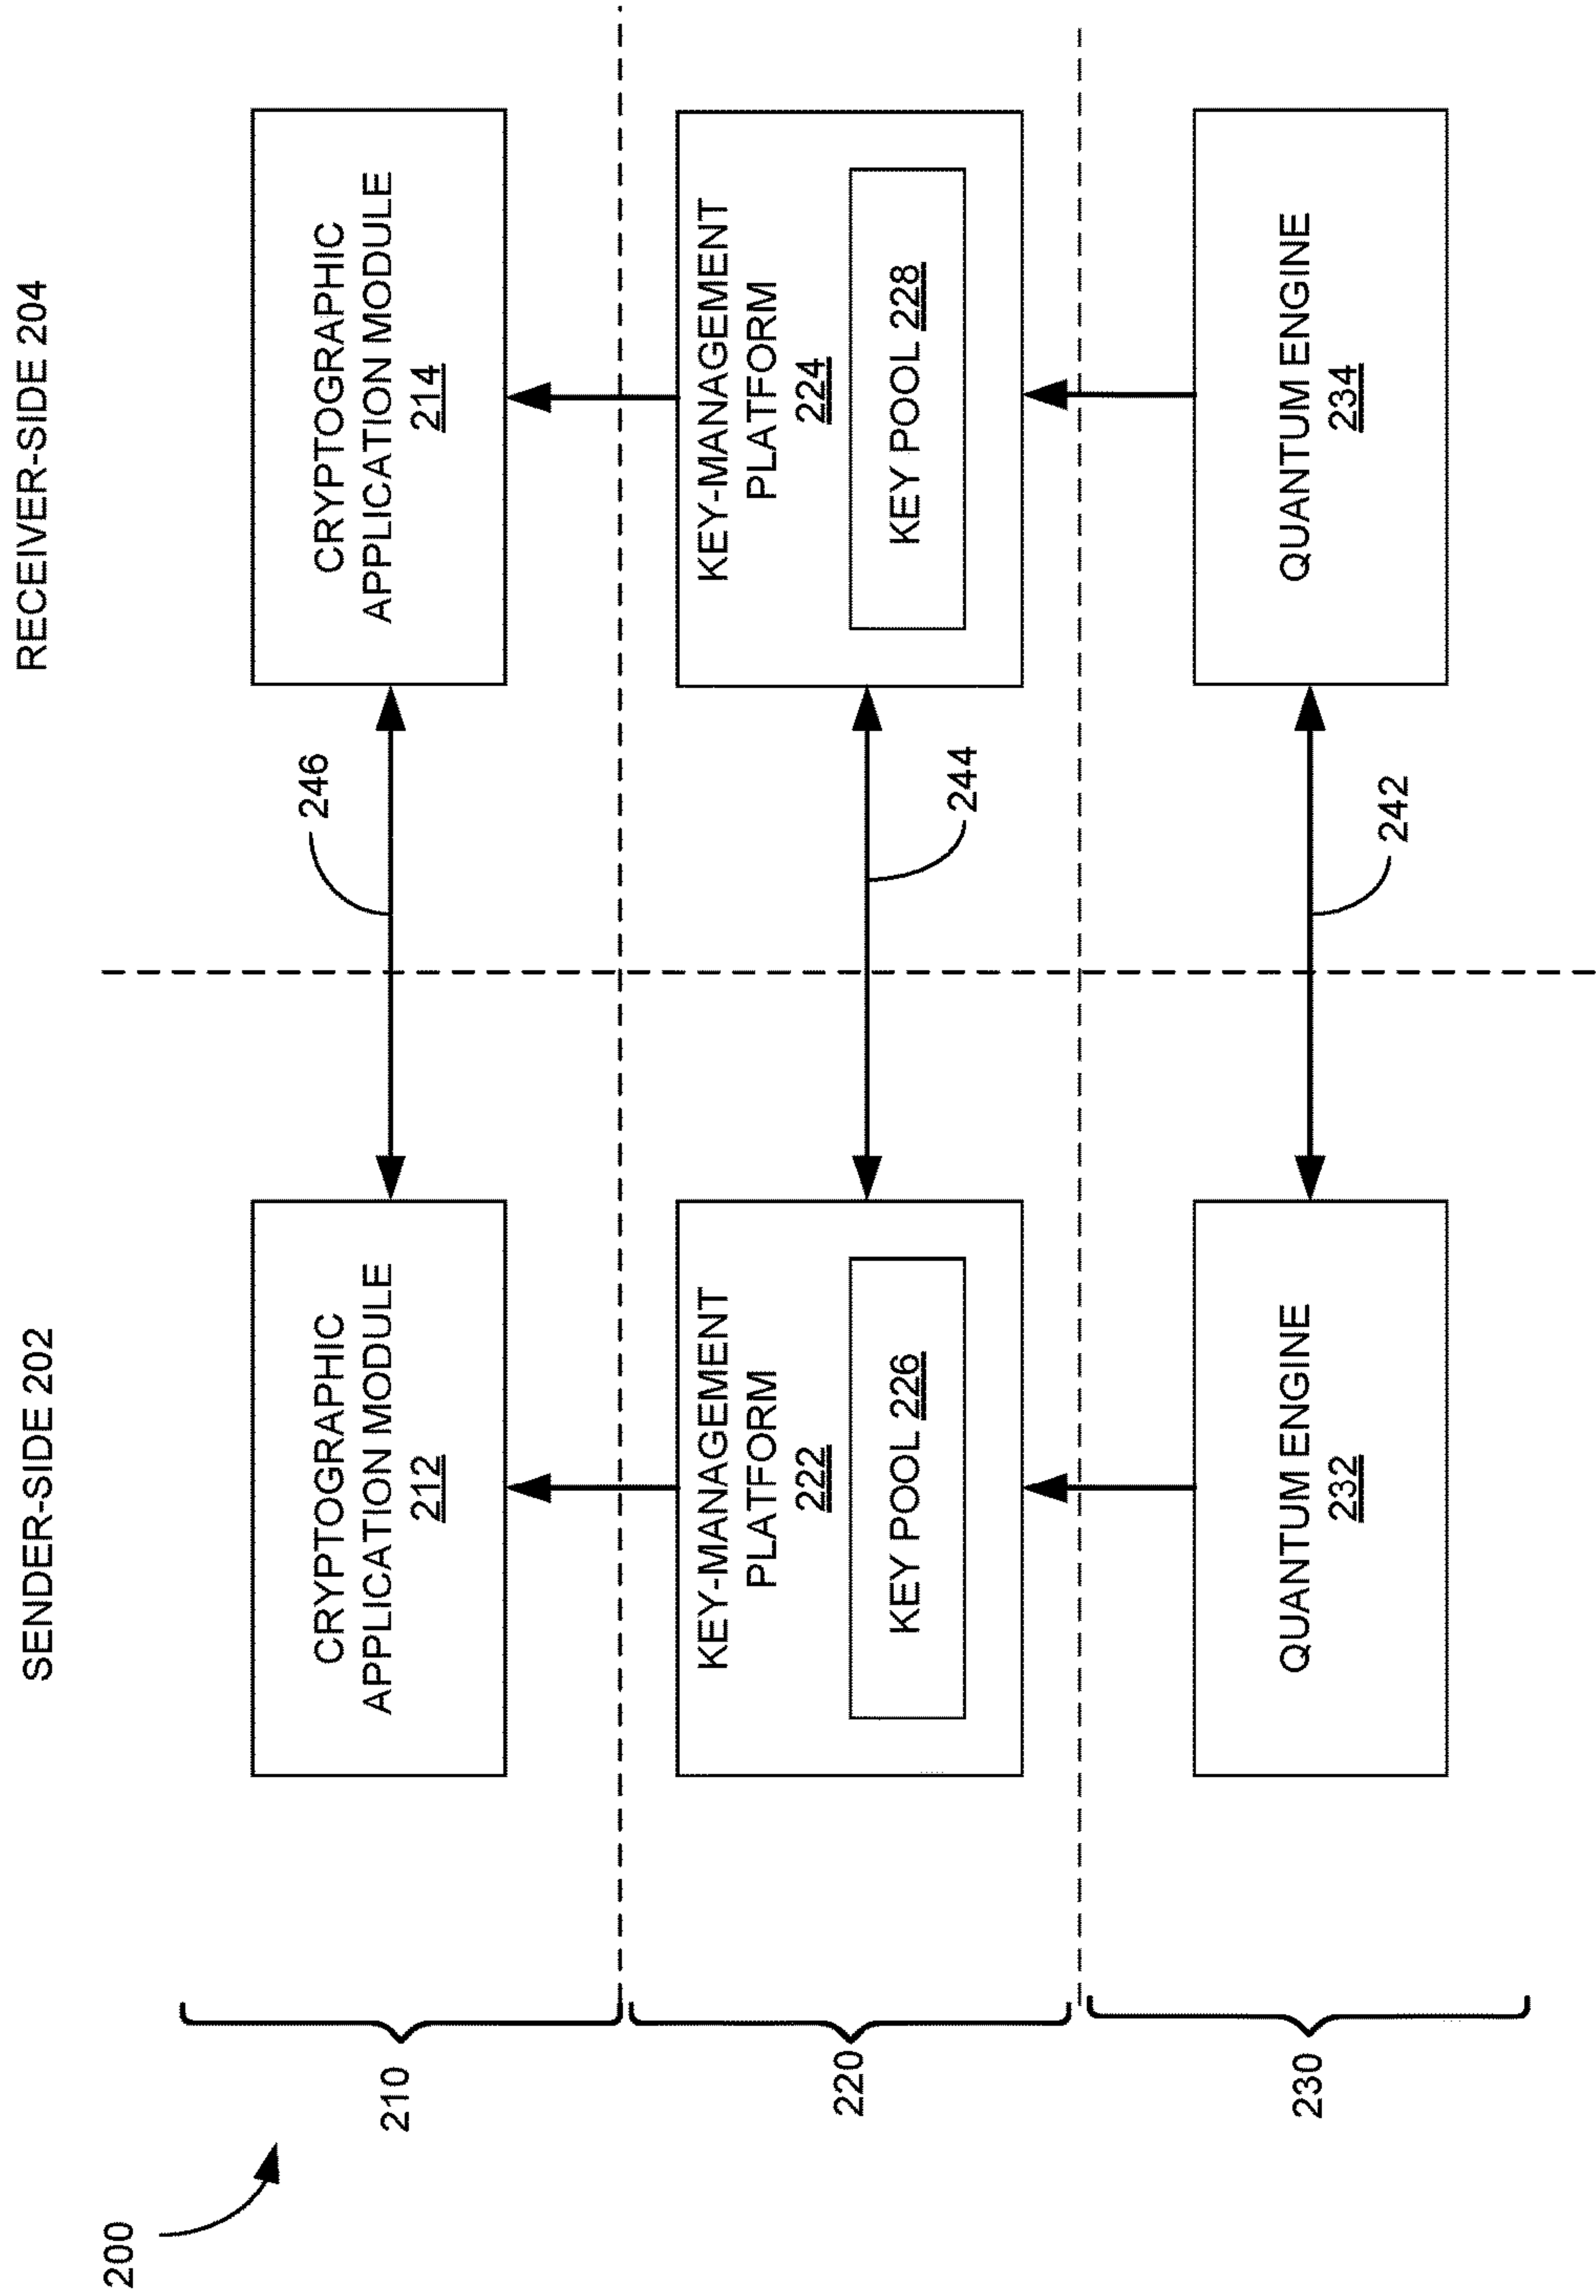 200
SENDER-SIDE 202
RECEIVER-SIDE 204
210
CRYPTOGRAPHIC
APPLICATION MODULE
212
246
CRYPTOGRAPHIC
APPLICATION MODULE
214
220
KEY-MANAGEMENT
PLATFORM
222
KEY POOL 226
244
KEY-MANAGEMENT
PLATFORM
224
KEY POOL 228
230
QUANTUM ENGINE
232
242
QUANTUM ENGINE
234